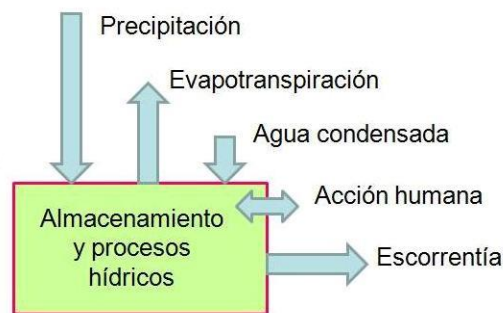 Precipitación
Evapotranspiración
Agua condensada
Acción humana
Almacenamiento
y procesos
hídricos
Escorrentía